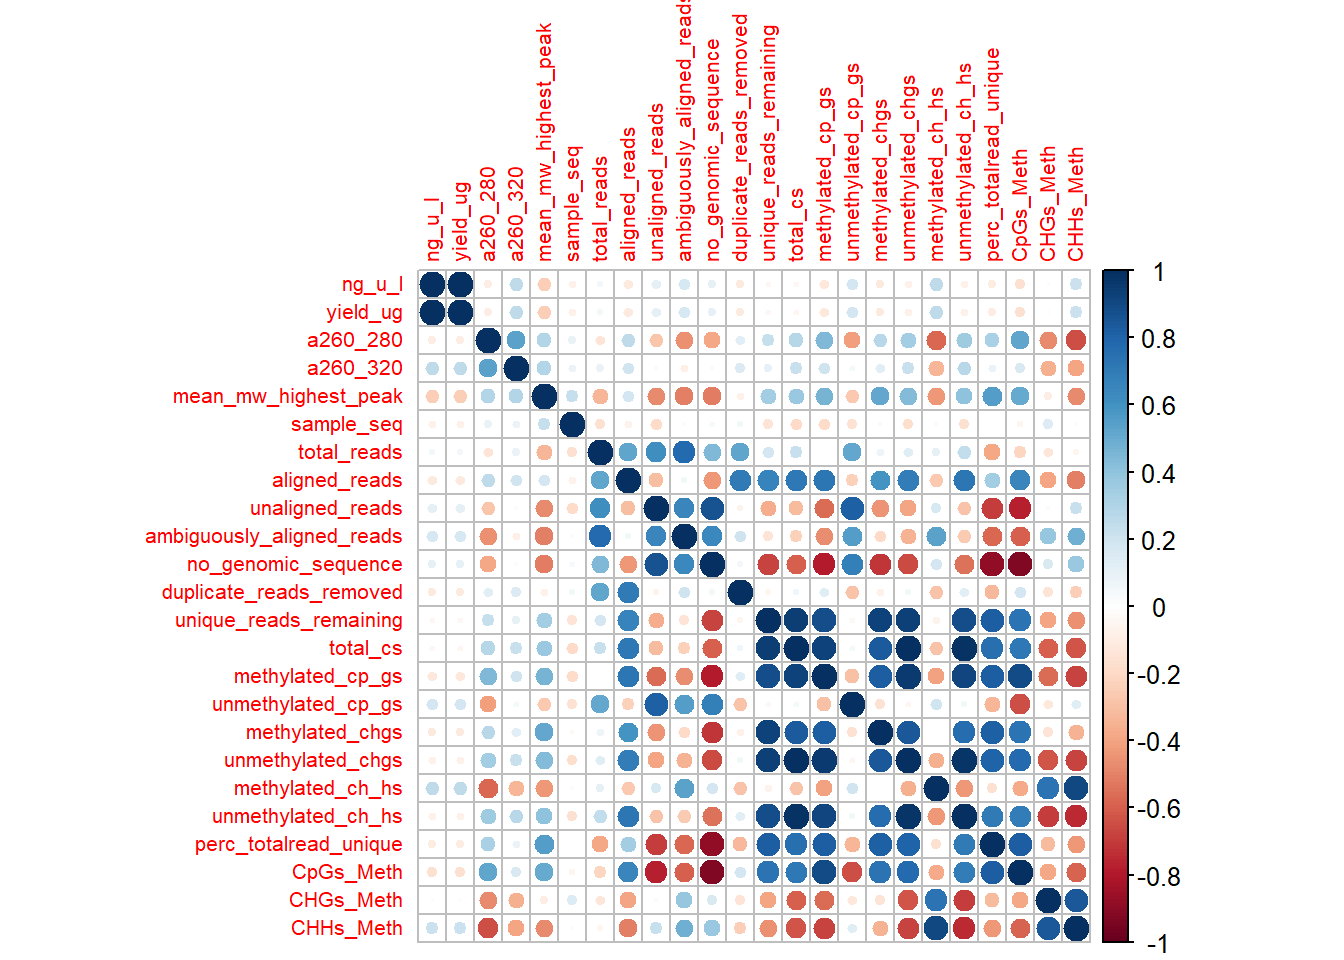 ng_u_l
yield_ug
a260_280
a260_320
mean_mw_highest_peak
sample_seq
total_reads
aligned_reads
unaligned_reads
ambiguously_aligned_reads
no_genomic_sequence
duplicate_reads_removed
unique_reads_remaining
total_cs
methylated_cp_gs
unmethylated_cp_gs
methylated_chgs
unmethylated_chgs
methylated_ch_hs
unmethylated_ch_hs
perc_totalread_unique
CpGs_Meth
CHGs_Meth
CHHs_Meth
ng_u_l
yield_ug
a260_280
a260_320
mean_mw_highest_peak
sample_seq
total_reads
aligned_reads
unaligned_reads
ambiguously_aligned_reads
no_genomic_sequence
duplicate_reads_removed
unique_reads_remaining
total_cs
methylated_cp_gs
unmethylated_cp_gs
methylated_chgs
unmethylated_chgs
methylated_ch_hs
unmethylated_ch_hs
perc_totalread_unique
CpGs_Meth
CHGs_Meth
CHHs_Meth
1
0.8
0.6
0.4
0.2
0
-0.2
-0.4
-0.6
-0.8
-1